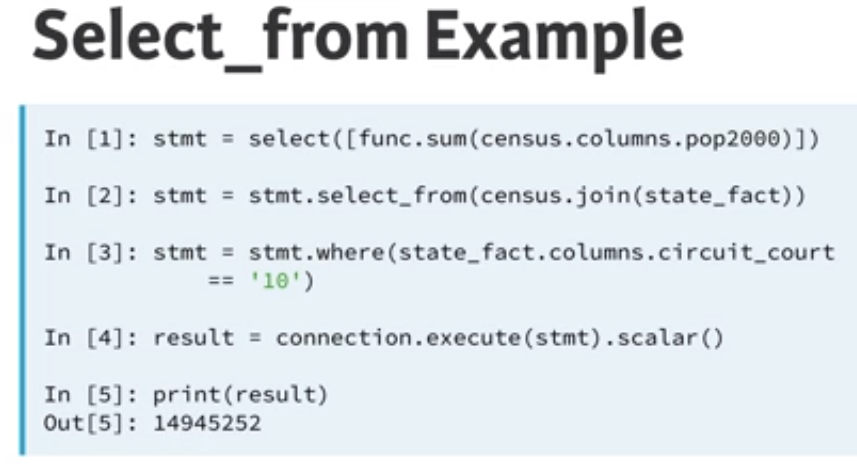 Select_from Example
In [1]: stmt = select([func.sum(census.columns.pop2000)])
In [2]: stmt = stmt.select_from(census.join(state_fact))
In [3]: stmt = stmt.where(state_fact.columns.circuit_court
== '10')
In [4]: result = connection.execute(stmt).scalar()
In [5]: print(result)
Out[5]: 14945252